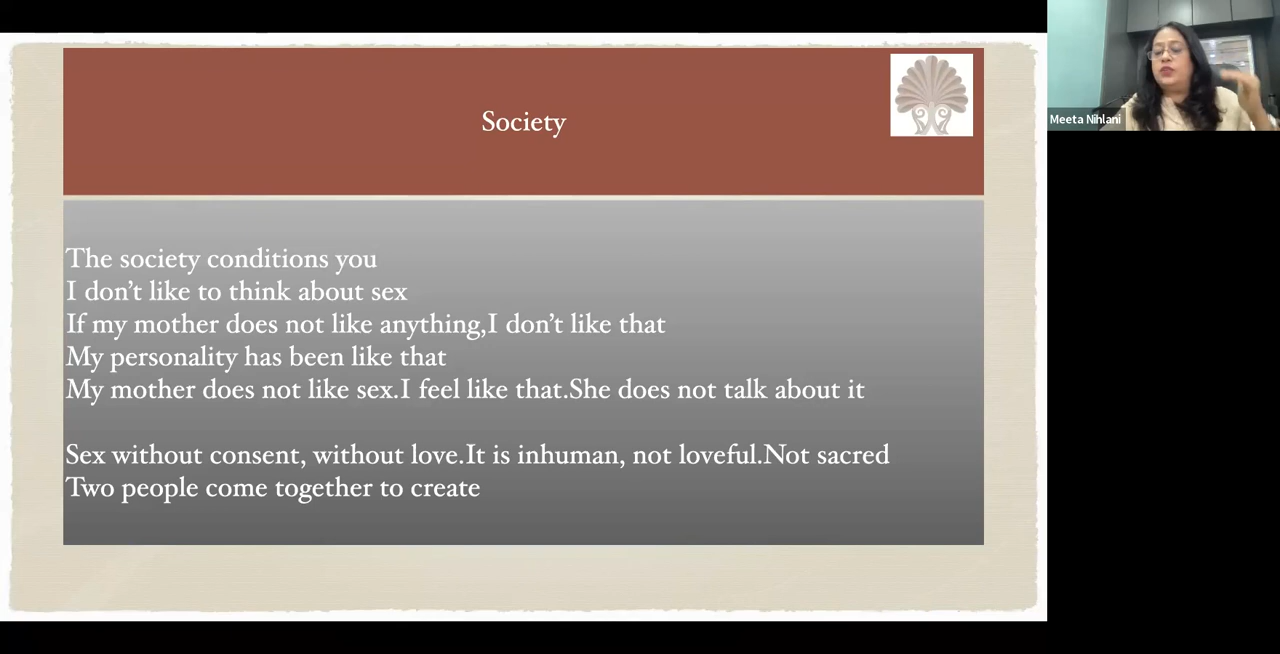 Society
Meeta Nihlani
The society conditions you
I don't like to think about sex
If my mother does not like anything,I don't like that
My personality has been like that
My mother does not like sex.I feel like that.She does not talk about it
Sex without consent, without love.It is inhuman, not loveful.Not sacred
Two people come together to create